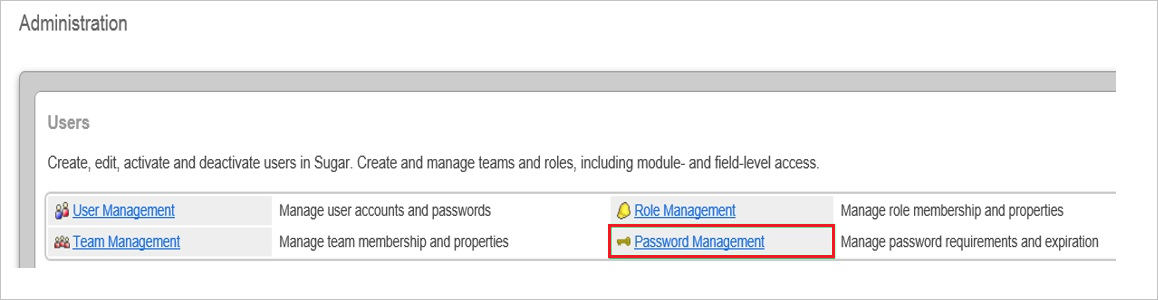 Administration
Users
Create, edit, activate and deactivate users in Sugar. Create and manage teams and roles, including module- and field-level access.
User Management Manage user accounts and passwords Role Management Manage role membership and properties
Team Management Manage team membership and properties Password Management Manage password requirements and expiration